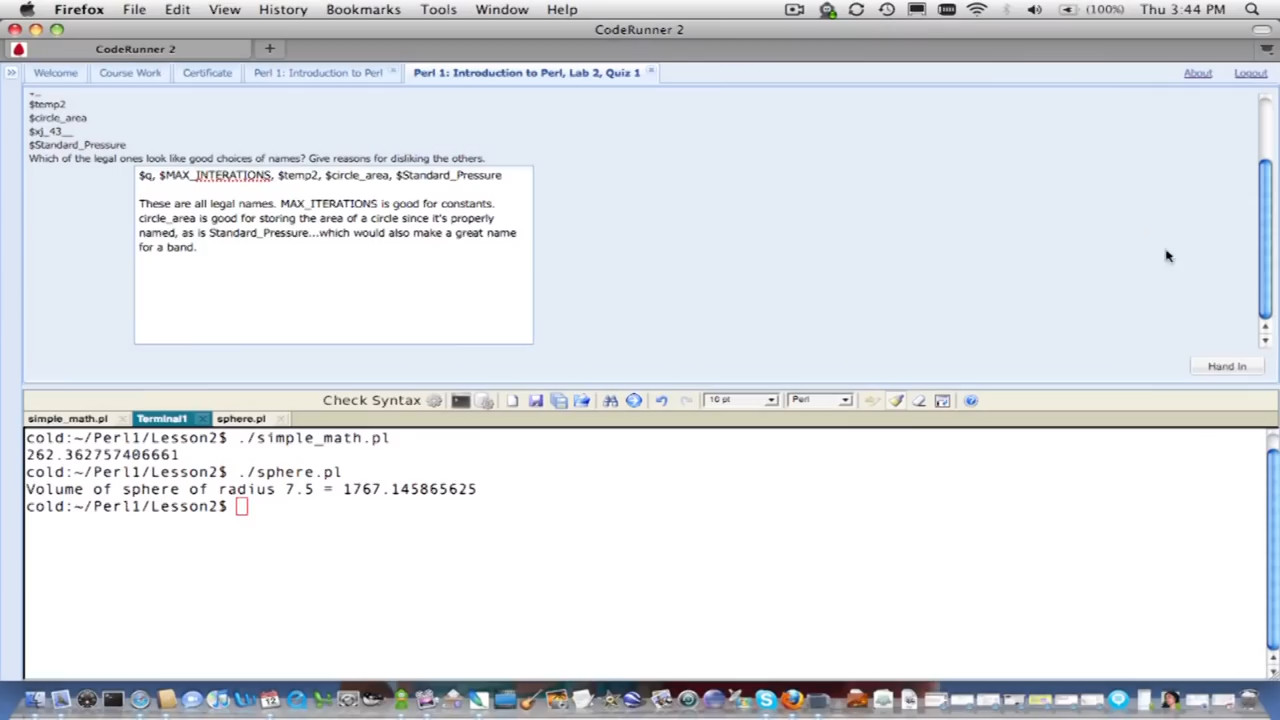 Firefox File Edit View History Bookmarks Tools Window Help (100%) Thu 3:44 PM
CodeRunner 2
CodeRunner 2 +
Welcome Course Work Certificate Perl 1: Introduction to Perl Perl 1: Introduction to Perl, Lab 2, Quiz 1 About Logout
$temp2
$circle_area
$xj_43__
$Standard_Pressure
Which of the legal ones look like good choices of names? Give reasons for disliking the others.
$q, $MAX_INTERATIONS, $temp2, $circle_area, $Standard_Pressure
These are all legal names. MAX_ITERATIONS is good for constants.
circle_area is good for storing the area of a circle since it's properly
named, as is Standard_Pressure...which would also make a great name
for a band.
Hand In
Check Syntax 10 pt Perl
simple_math.pl Terminal1 sphere.pl
cold:~/Perl1/Lesson2$ ./simple_math.pl
262.362757406661
cold:~/Perl1/Lesson2$ ./sphere.pl
Volume of sphere of radius 7.5 = 1767.145865625
cold:~/Perl1/Lesson2$